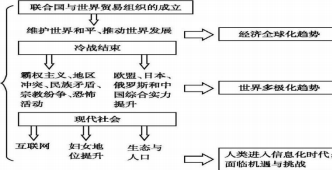 联合国与世界贸易组织的成立
维护世界和平、推动世界发展
经济全球化趋势
冷战结束
霸权主义、地区
冲突、民族矛盾、
宗教纷争、恐怖
活动
欧盟、日本、
俄罗斯和中
国综合实力
提升
世界多极化趋势
现代社会
互联网
妇女地
位提升
生态与
人口
人类进入信息化时代,
面临机遇与挑战